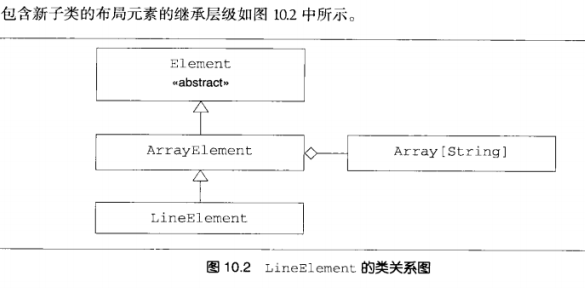 包含新子类的布局元素的继承层级如图 10.2 中所示。
Element
«abstract»
ArrayElement
Array[String]
LineElement
图 10.2 LineElement 的类关系图